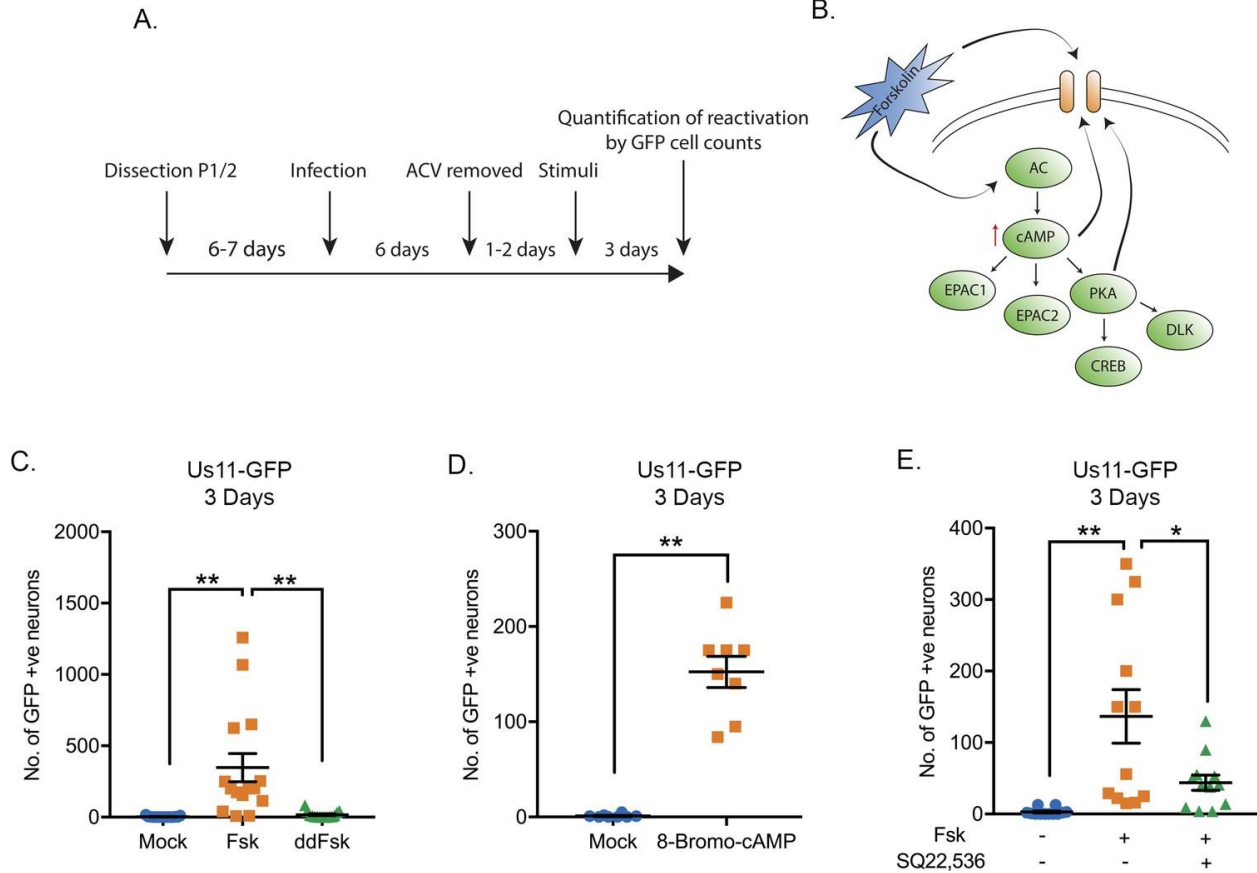 A.
Dissection P1/2
Infection
ACV removed
Stimuli
Quantification of reactivation
by GFP cell counts
6-7 days
6 days
1-2 days
3 days
B.
Forskolin
AC
cAMP
EPAC1
EPAC2
PKA
DLK
CREB
C.
Us11-GFP
3 Days
No. of GFP +ve neurons
2000
1500
1000
500
0
** **
Mock Fsk ddFsk
D.
Us11-GFP
3 Days
No. of GFP +ve neurons
300
200
100
0
**
Mock 8-Bromo-cAMP
E.
Us11-GFP
3 Days
No. of GFP +ve neurons
400
300
200
100
0
** *
Fsk - + +
SQ22,536 - - +